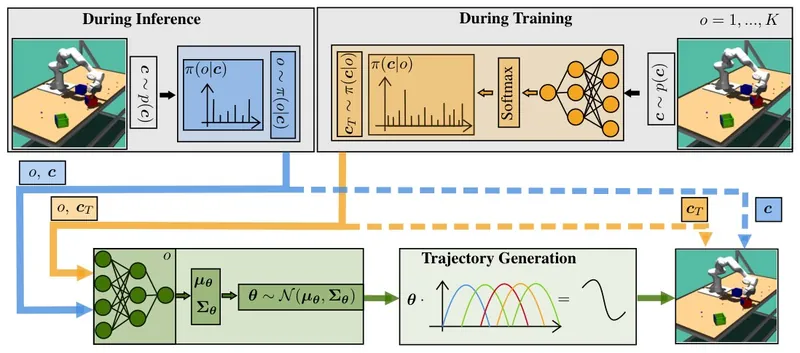 During Inference
During Training
o = 1, ..., K
c ∼ p(c)
π(o|c)
o ∼ π(o|c)
c_T ∼ π(c|o)
π(c|o)
Softmax
c ∼ p(c)
o, c
o, c_T
c_T
c
o
μ_θ
Σ_θ
θ ∼ N(μ_θ, Σ_θ)
Trajectory Generation
θ ·
=